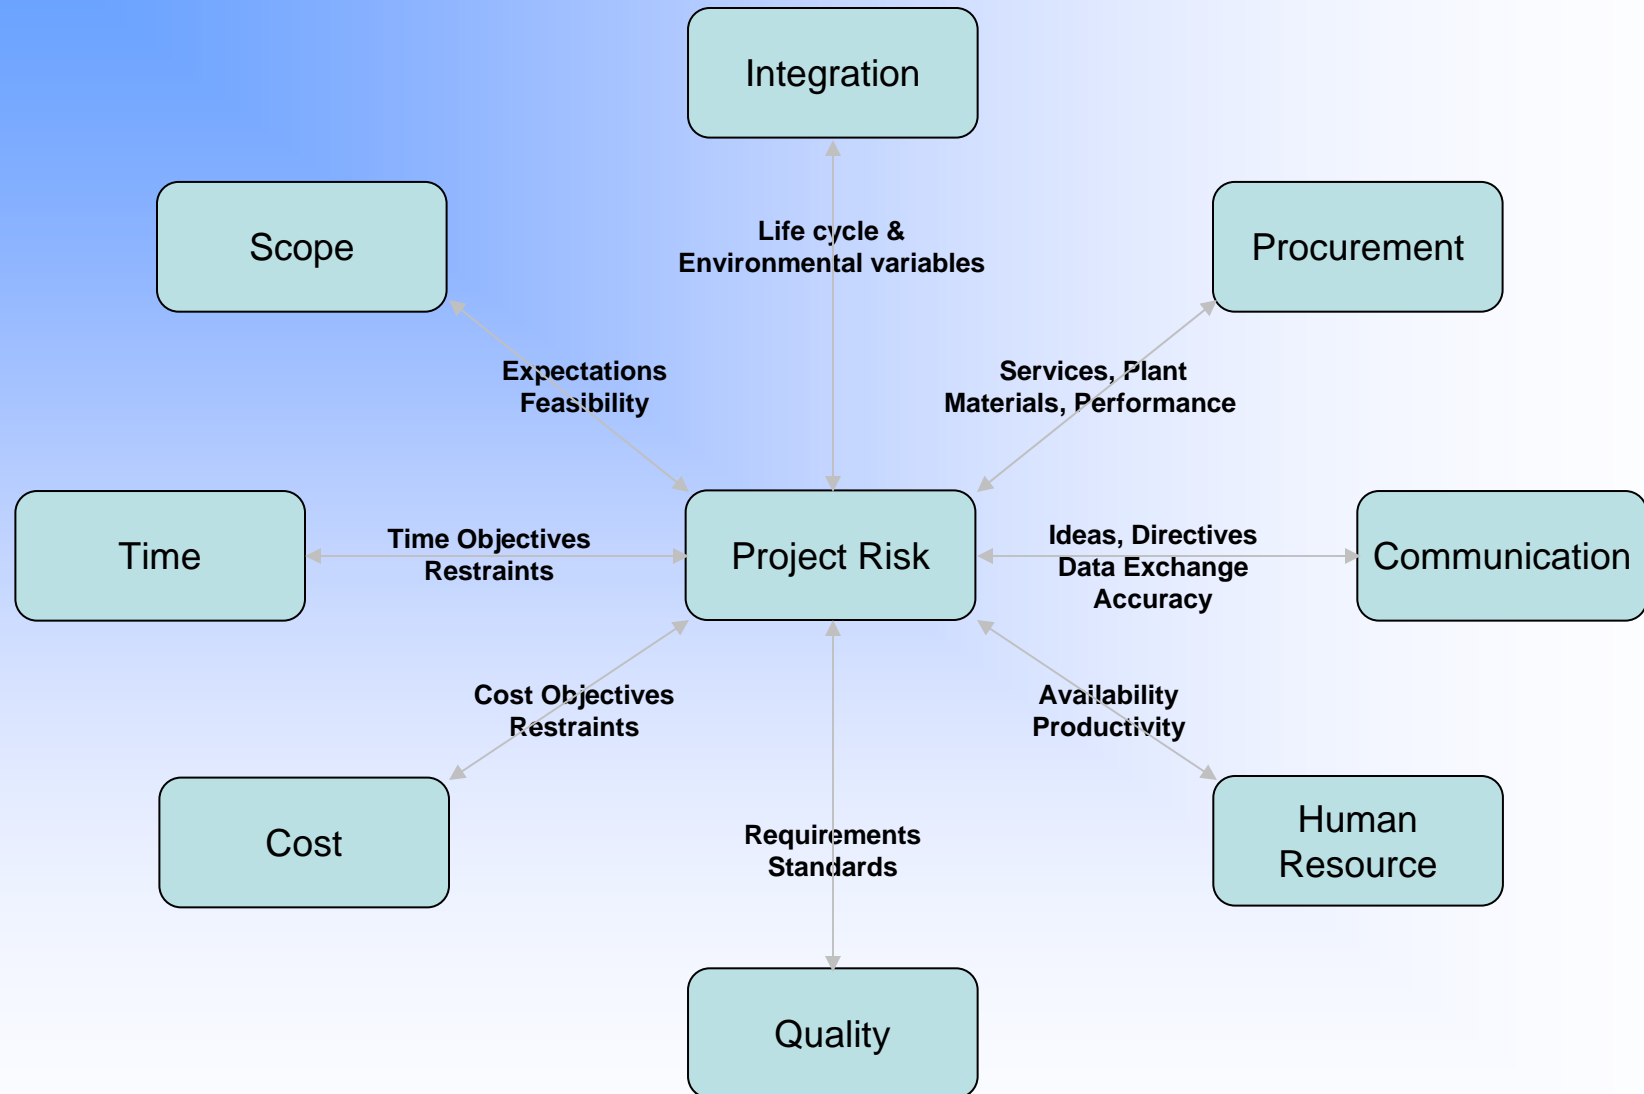 Integration
Life cycle &
Environmental variables
Scope
Procurement
Expectations
Feasibility
Services, Plant
Materials, Performance
Time
Time Objectives
Restraints
Project Risk
Ideas, Directives
Data Exchange
Accuracy
Communication
Cost Objectives
Restraints
Availability
Productivity
Cost
Requirements
Standards
Human
Resource
Quality